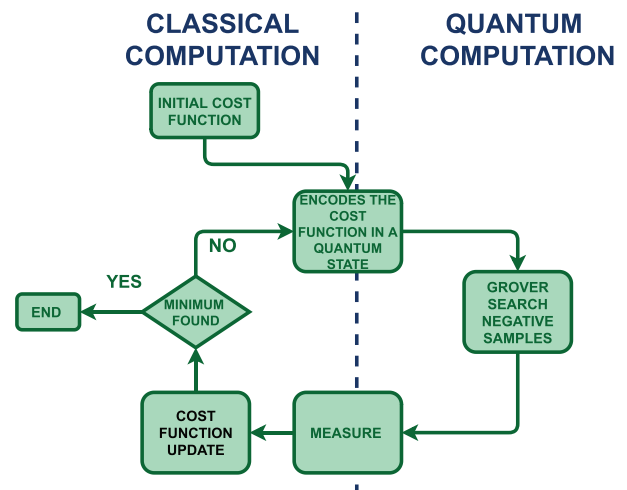 CLASSICAL
COMPUTATION
QUANTUM
COMPUTATION
INITIAL COST
FUNCTION
ENCODES THE
COST
FUNCTION IN A
QUANTUM
STATE
NO
YES
MINIMUM
FOUND
END
GROVER
SEARCH
NEGATIVE
SAMPLES
COST
FUNCTION
UPDATE
MEASURE